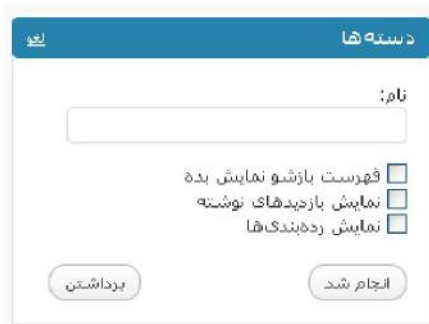 دسته‌ها لغو
نام:
فهرست بازشو نمایش بده
نمایش بازدیدهای نوشته
نمایش رده‌بندی‌ها
انجام شد برداشتن